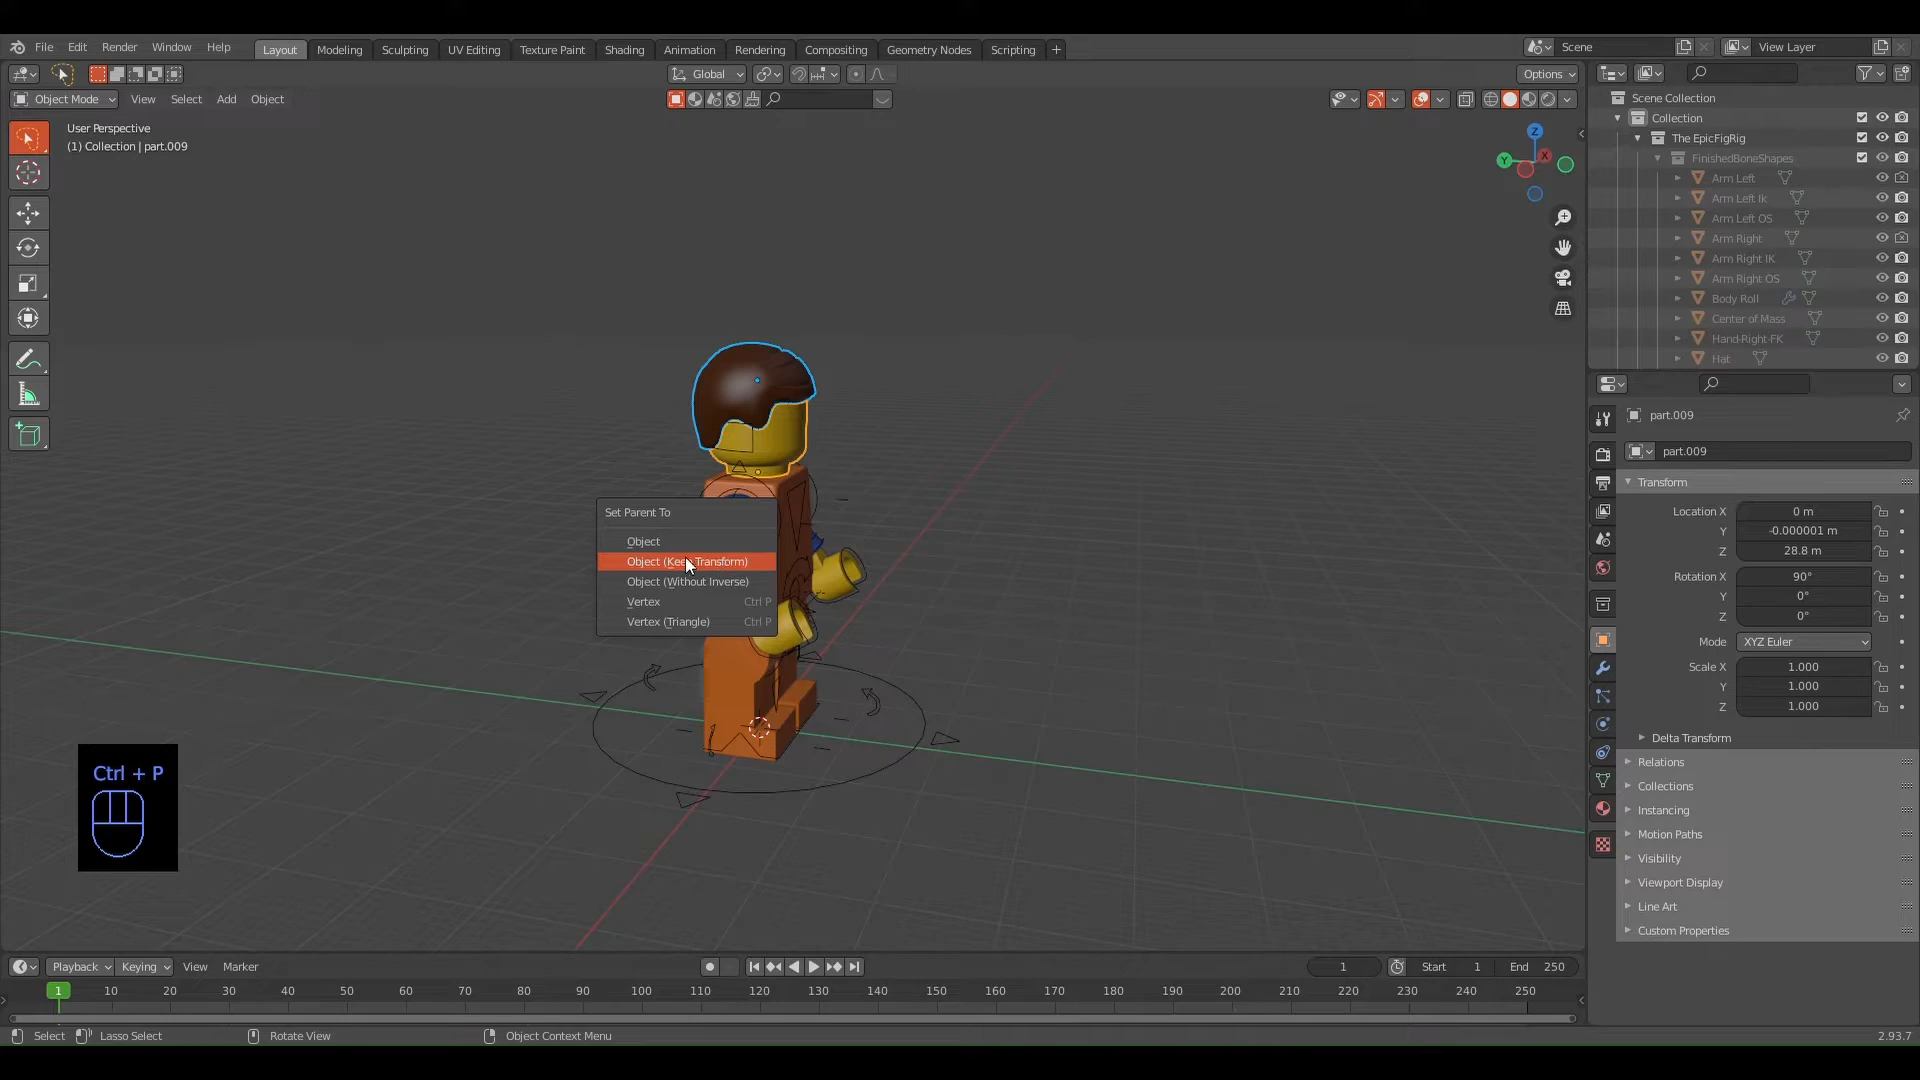 File Edit Render Window Help Layout Modeling Sculpting UV Editing Texture Paint Shading Animation Rendering Compositing Geometry Nodes Scripting + Scene View Layer
Global Options
Object Mode View Select Add Object
User Perspective
(1) Collection | part.009
Z
Y X
Scene Collection
Collection
The EpicFigRig
FinishedBoneShapes
Arm Left
Arm Left Ik
Arm Left OS
Arm Right
Arm Right IK
Arm Right OS
Body Roll
Center of Mass
Hand-Right-FK
Hat
Set Parent To
Object
Object (Keep Transform)
Object (Without Inverse)
Vertex Ctrl P
Vertex (Triangle) Ctrl P
Ctrl + P
part.009
part.009
Transform
Location X 0 m
Y -0.000001 m
Z 28.8 m
Rotation X 90°
Y 0°
Z 0°
Mode XYZ Euler
Scale X 1.000
Y 1.000
Z 1.000
Delta Transform
Relations
Collections
Instancing
Motion Paths
Visibility
Viewport Display
Line Art
Custom Properties
Playback Keying View Marker 1 Start 1 End 250
1 10 20 30 40 50 60 70 80 90 100 110 120 130 140 150 160 170 180 190 200 210 220 230 240 250
Select Lasso Select Rotate View Object Context Menu 2.93.7